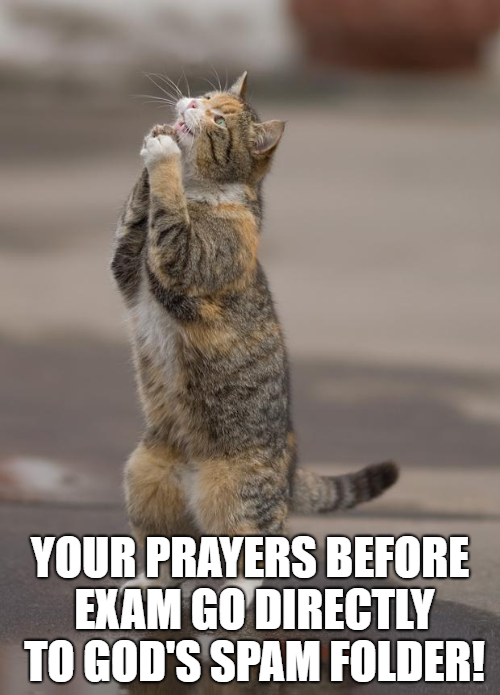 YOUR PRAYERS BEFORE
EXAM GO DIRECTLY
TO GOD'S SPAM FOLDER!